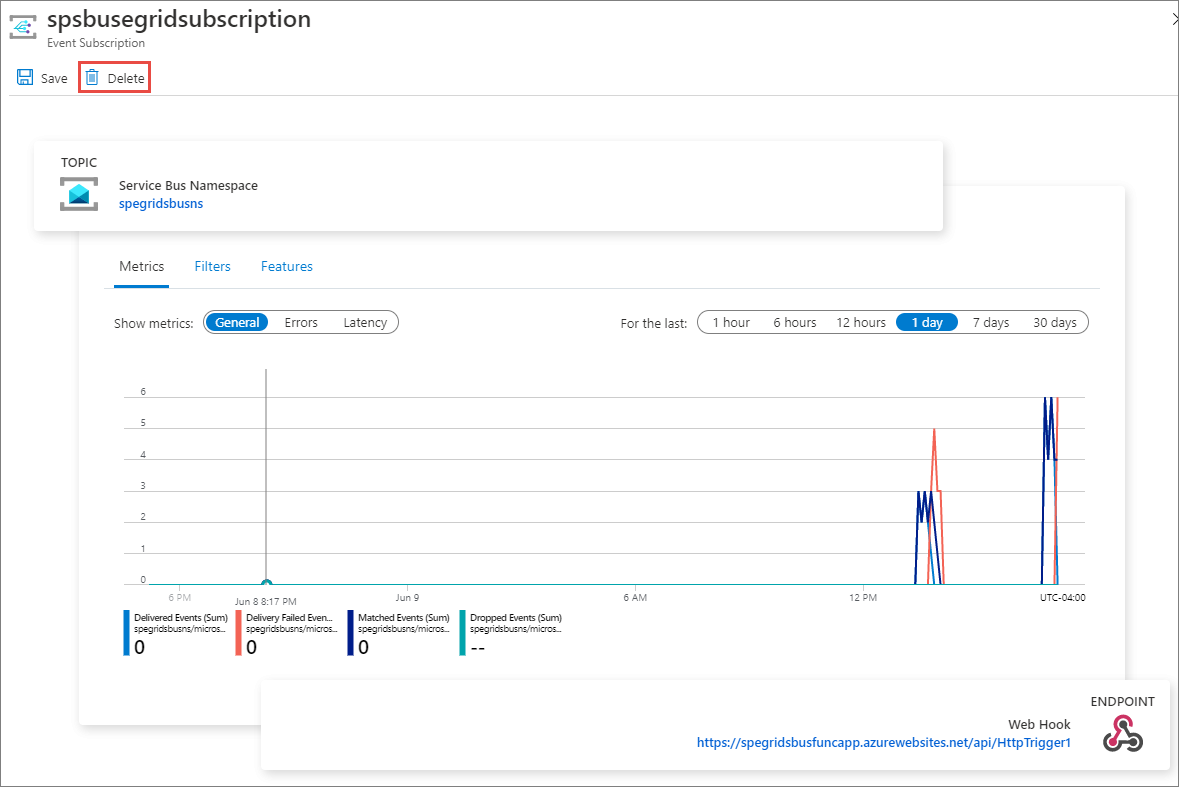 spsbusegridsubscription
Event Subscription
Save Delete
TOPIC
Service Bus Namespace
spegridsbusns
Metrics Filters Features
Show metrics: General Errors Latency For the last: 1 hour 6 hours 12 hours 1 day 7 days 30 days
6
5
4
3
2
1
0
6 PM Jun 8 8:17 PM Jun 9 6 AM 12 PM UTC-04:00
Delivered Events (Sum) Delivery Failed Even... Matched Events (Sum) Dropped Events (Sum)
spegridsbusns/micros... spegridsbusns/micros... spegridsbusns/micros... spegridsbusns/micros...
0 0 0 --
ENDPOINT
Web Hook
https://spegridsbusfuncapp.azurewebsites.net/api/HttpTrigger1